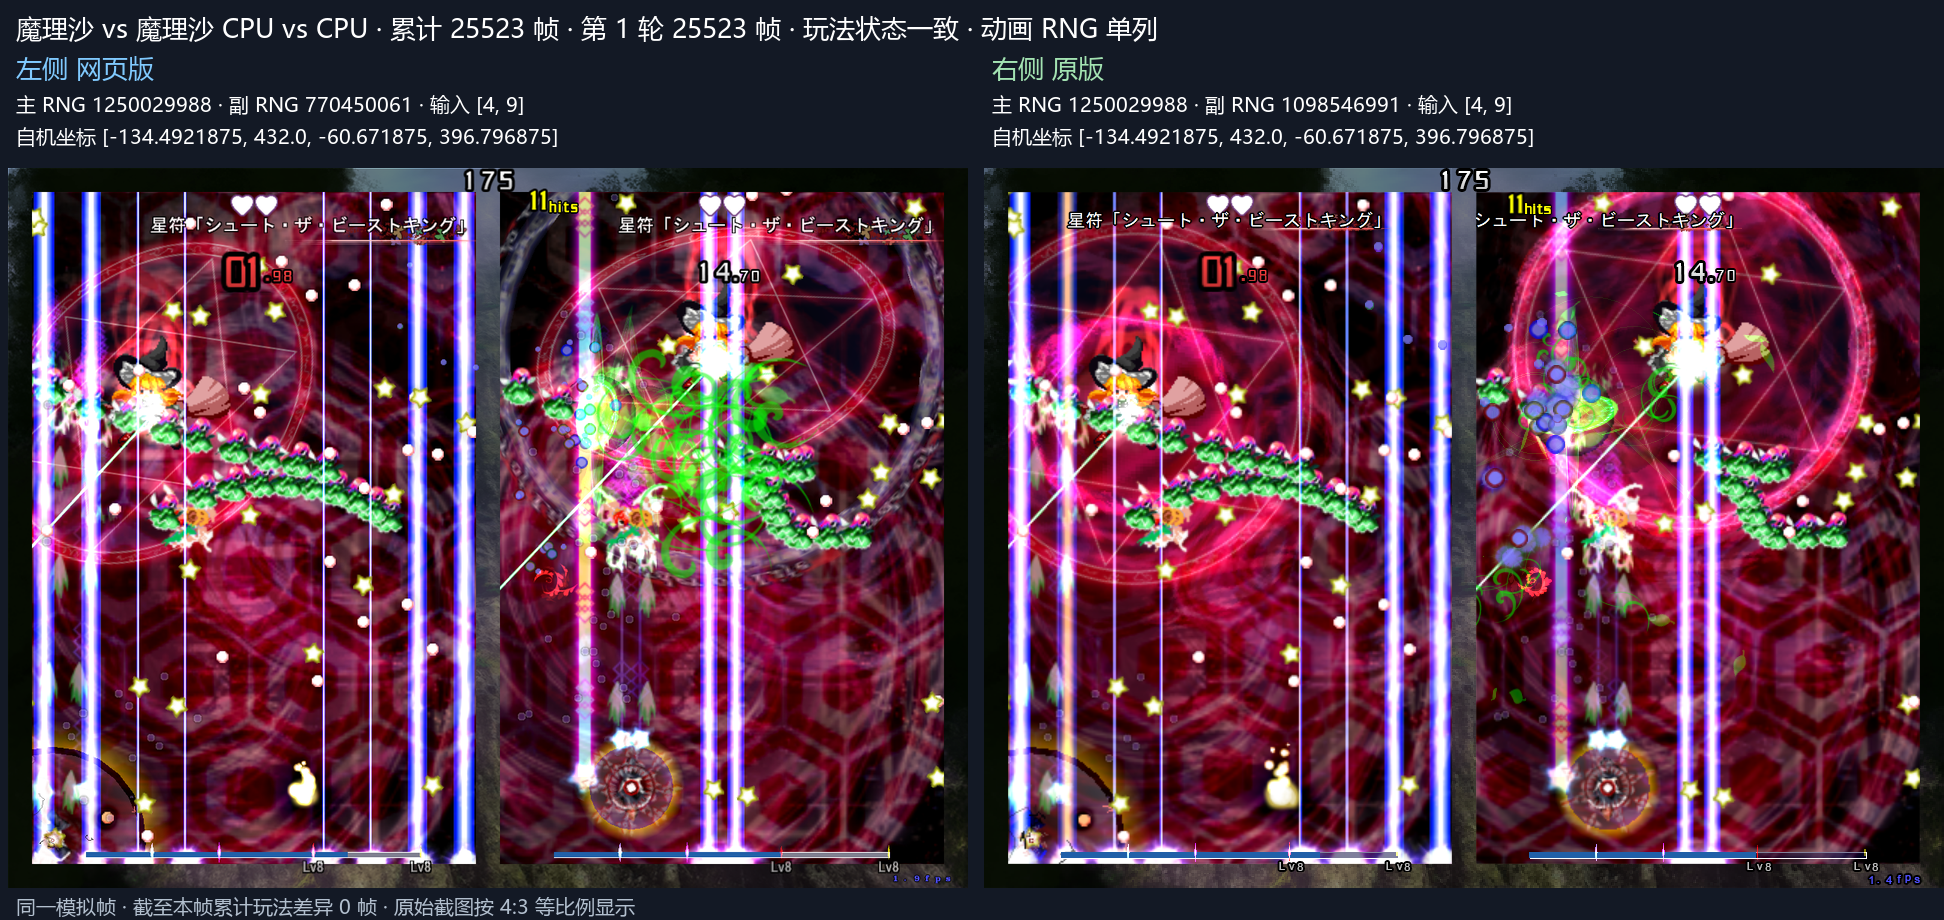 魔理沙 vs 魔理沙 CPU vs CPU · 累计 25523 帧 · 第 1 轮 25523 帧 · 玩法状态一致 · 动画 RNG 单列
左侧 网页版
主 RNG 1250029988 · 副 RNG 770450061 · 输入 [4, 9]
自机坐标 [-134.4921875, 432.0, -60.671875, 396.796875]
右侧 原版
主 RNG 1250029988 · 副 RNG 1098546991 · 输入 [4, 9]
自机坐标 [-134.4921875, 432.0, -60.671875, 396.796875]
175
11hits
星符「シュート・ザ・ビーストキング」
星符「シュート・ザ・ビーストキング」
01.98
14.70
Lv8
Lv8
Lv8
Lv8
1.9fps
175
11hits
星符「シュート・ザ・ビーストキング」
シュート・ザ・ビーストキング」
01.98
14.70
Lv8
Lv8
Lv8
Lv8
1.4fps
同一模拟帧 · 截至本帧累计玩法差异 0 帧 · 原始截图按 4:3 等比例显示